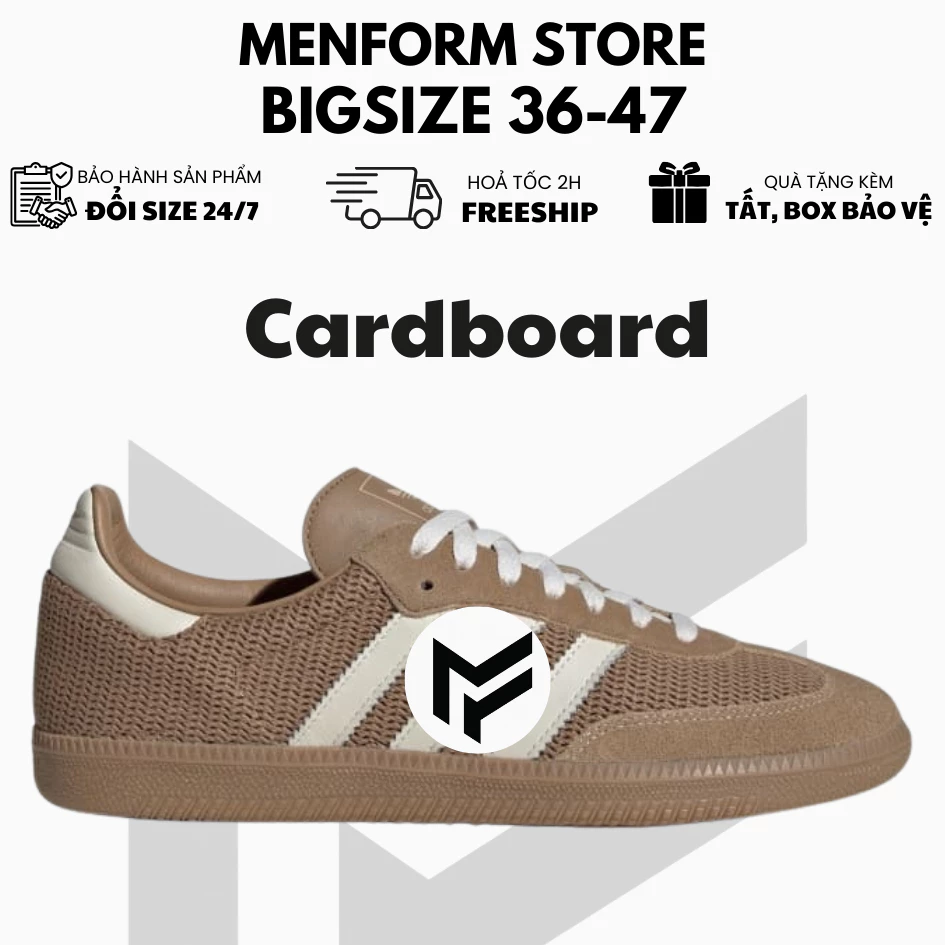 MENFORM STORE
BIGSIZE 36-47
BẢO HÀNH SẢN PHẨM
ĐỔI SIZE 24/7
HOẢ TỐC 2H
FREESHIP
QUÀ TẶNG KÈM
TẤT, BOX BẢO VỆ
Cardboard